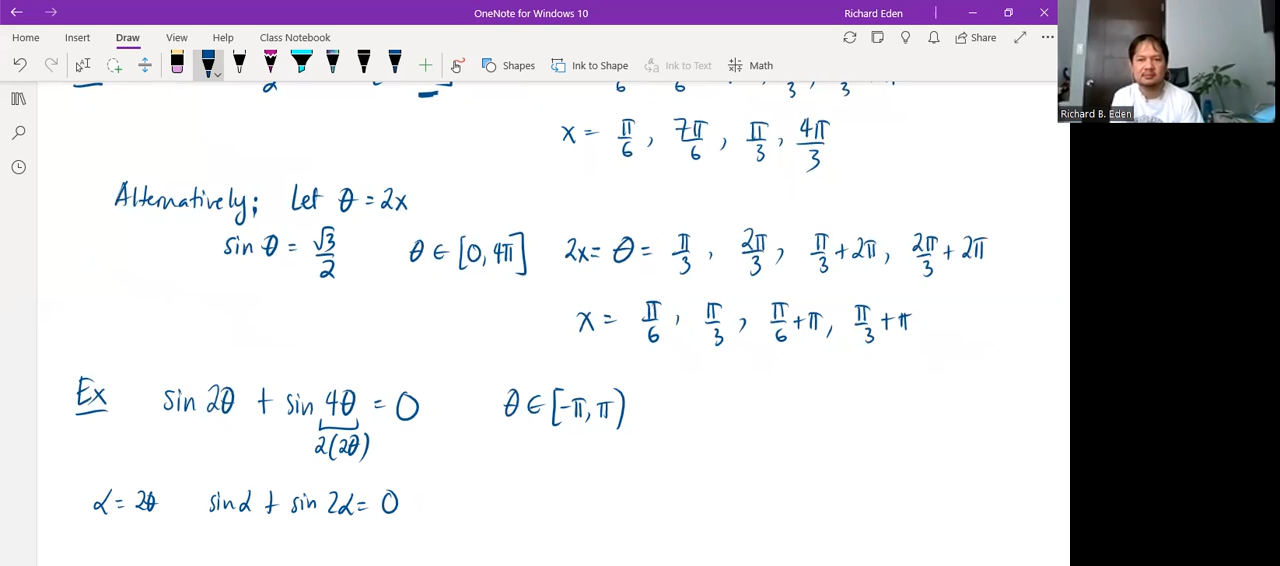 OneNote for Windows 10
Richard Eden
Home Insert Draw View Help Class Notebook
Share
Shapes Ink to Shape Ink to Text Math
Richard B. Eden
x = π/6, 7π/6, π/3, 4π/3
Alternatively; Let θ = 2x
sin θ = √3/2 θ ∈ [0, 4π] 2x = θ = π/3, 2π/3, π/3 + 2π, 2π/3 + 2π
x = π/6, π/3, π/6 + π, π/3 + π
Ex sin 2θ + sin 4θ = 0 θ ∈ [-π, π)
2(2θ)
α = 2θ sin α + sin 2α = 0